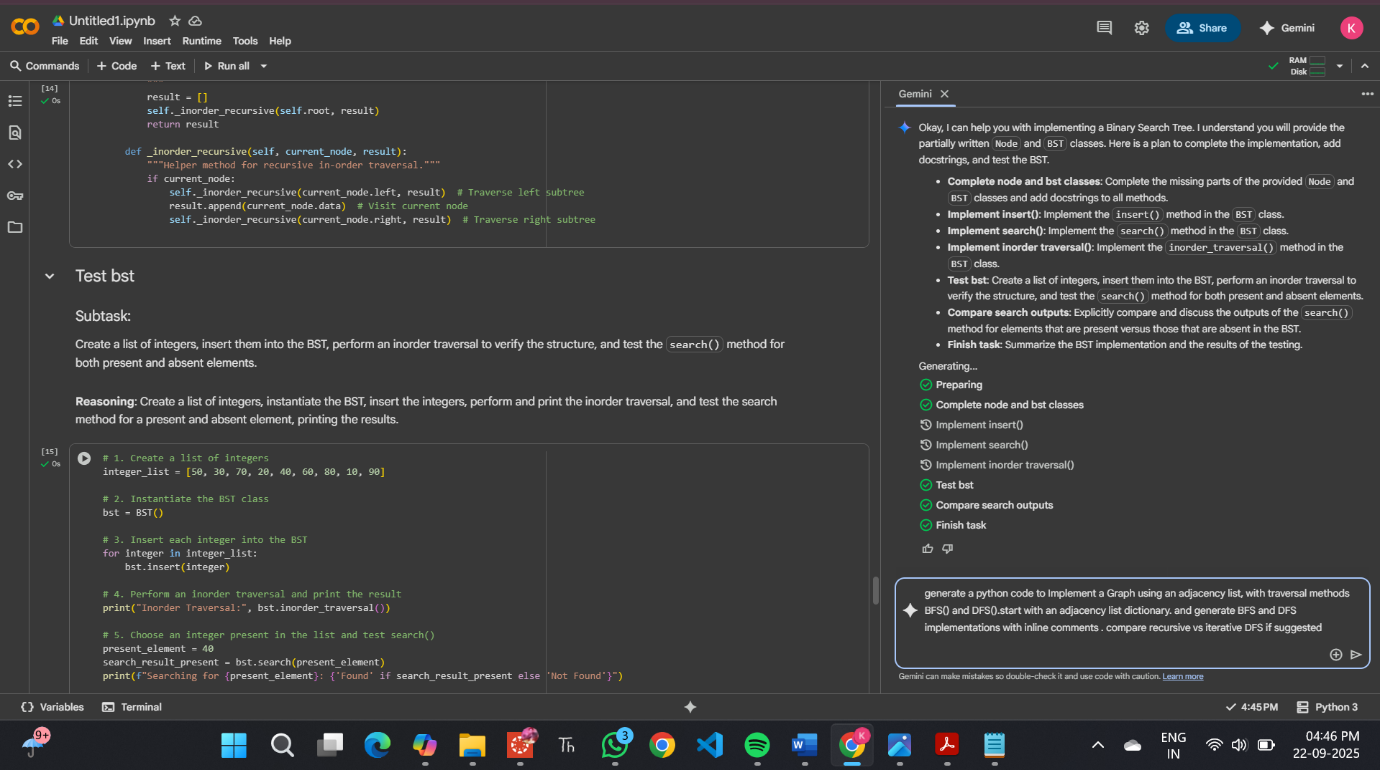 Untitled1.ipynb
File Edit View Insert Runtime Tools Help
Share
Gemini
K
Commands + Code + Text Run all
RAM
Disk
[14]
0s
result = []
self._inorder_recursive(self.root, result)
return result
def _inorder_recursive(self, current_node, result):
"""Helper method for recursive in-order traversal."""
if current_node:
self._inorder_recursive(current_node.left, result) # Traverse left subtree
result.append(current_node.data) # Visit current node
self._inorder_recursive(current_node.right, result) # Traverse right subtree
Test bst
Subtask:
Create a list of integers, insert them into the BST, perform an inorder traversal to verify the structure, and test the search() method for
both present and absent elements.
Reasoning: Create a list of integers, instantiate the BST, insert the integers, perform and print the inorder traversal, and test the search
method for a present and absent element, printing the results.
[15]
0s
# 1. Create a list of integers
integer_list = [50, 30, 70, 20, 40, 60, 80, 10, 90]
# 2. Instantiate the BST class
bst = BST()
# 3. Insert each integer into the BST
for integer in integer_list:
bst.insert(integer)
# 4. Perform an inorder traversal and print the result
print("Inorder Traversal:", bst.inorder_traversal())
# 5. Choose an integer present in the list and test search()
present_element = 40
search_result_present = bst.search(present_element)
print(f"Searching for {present_element}: {'Found' if search_result_present else 'Not Found'}")
Gemini
Okay, I can help you with implementing a Binary Search Tree. I understand you will provide the
partially written Node and BST classes. Here is a plan to complete the implementation, add
docstrings, and test the BST.
• Complete node and bst classes: Complete the missing parts of the provided Node and
BST classes and add docstrings to all methods.
• Implement insert(): Implement the insert() method in the BST class.
• Implement search(): Implement the search() method in the BST class.
• Implement inorder traversal(): Implement the inorder_traversal() method in the
BST class.
• Test bst: Create a list of integers, insert them into the BST, perform an inorder traversal to
verify the structure, and test the search() method for both present and absent elements.
• Compare search outputs: Explicitly compare and discuss the outputs of the search()
method for elements that are present versus those that are absent in the BST.
• Finish task: Summarize the BST implementation and the results of the testing.
Generating...
Preparing
Complete node and bst classes
Implement insert()
Implement search()
Implement inorder traversal()
Test bst
Compare search outputs
Finish task
generate a python code to Implement a Graph using an adjacency list, with traversal methods
BFS() and DFS().start with an adjacency list dictionary. and generate BFS and DFS
implementations with inline comments . compare recursive vs iterative DFS if suggested
Gemini can make mistakes so double-check it and use code with caution. Learn more
Variables Terminal
4:45 PM Python 3
9+
Th
3
K
ENG
IN
04:46 PM
22-09-2025